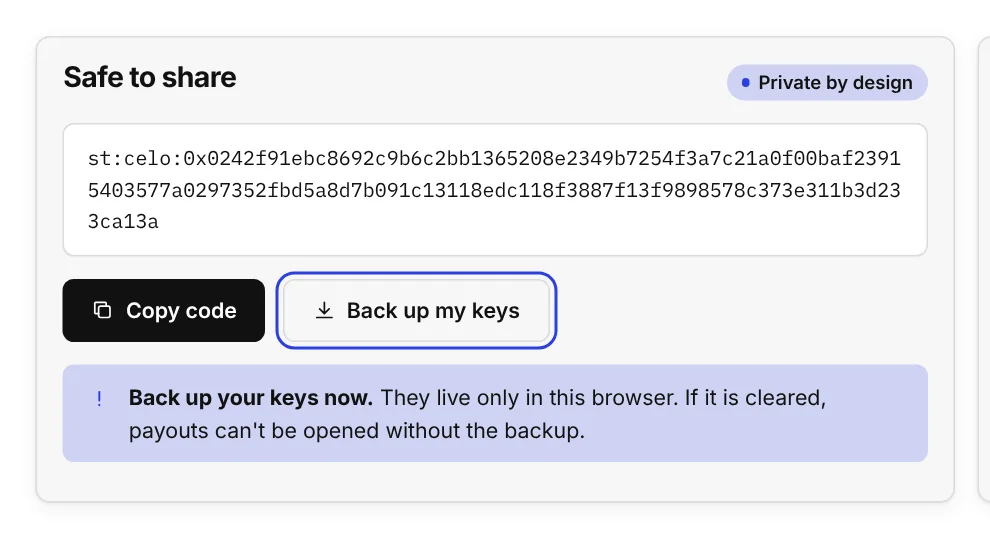 Safe to share
Private by design
st:celo:0x0242f91ebc8692c9b6c2bb1365208e2349b7254f3a7c21a0f00baf2391
5403577a0297352fbd5a8d7b091c13118edc118f3887f13f9898578c373e311b3d23
3ca13a
Copy code
Back up my keys
! Back up your keys now. They live only in this browser. If it is cleared,
payouts can't be opened without the backup.